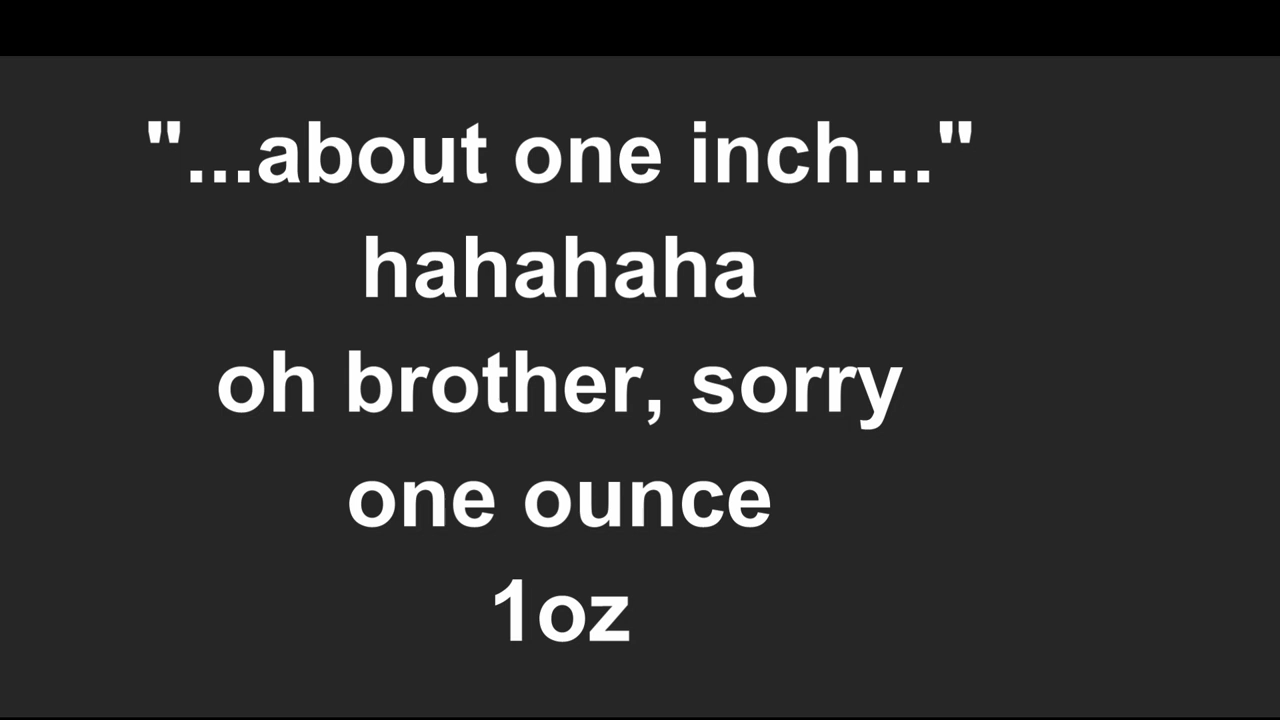 "...about one inch..."
hahahaha
oh brother, sorry
one ounce
1oz